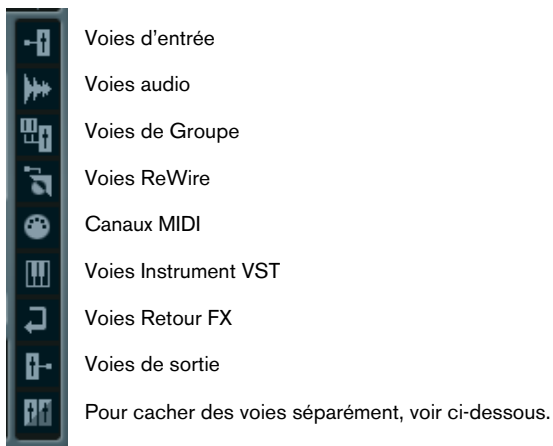 Voies d'entrée
Voies audio
Voies de Groupe
Voies ReWire
Canaux MIDI
Voies Instrument VST
Voies Retour FX
Voies de sortie
Pour cacher des voies séparément, voir ci-dessous.